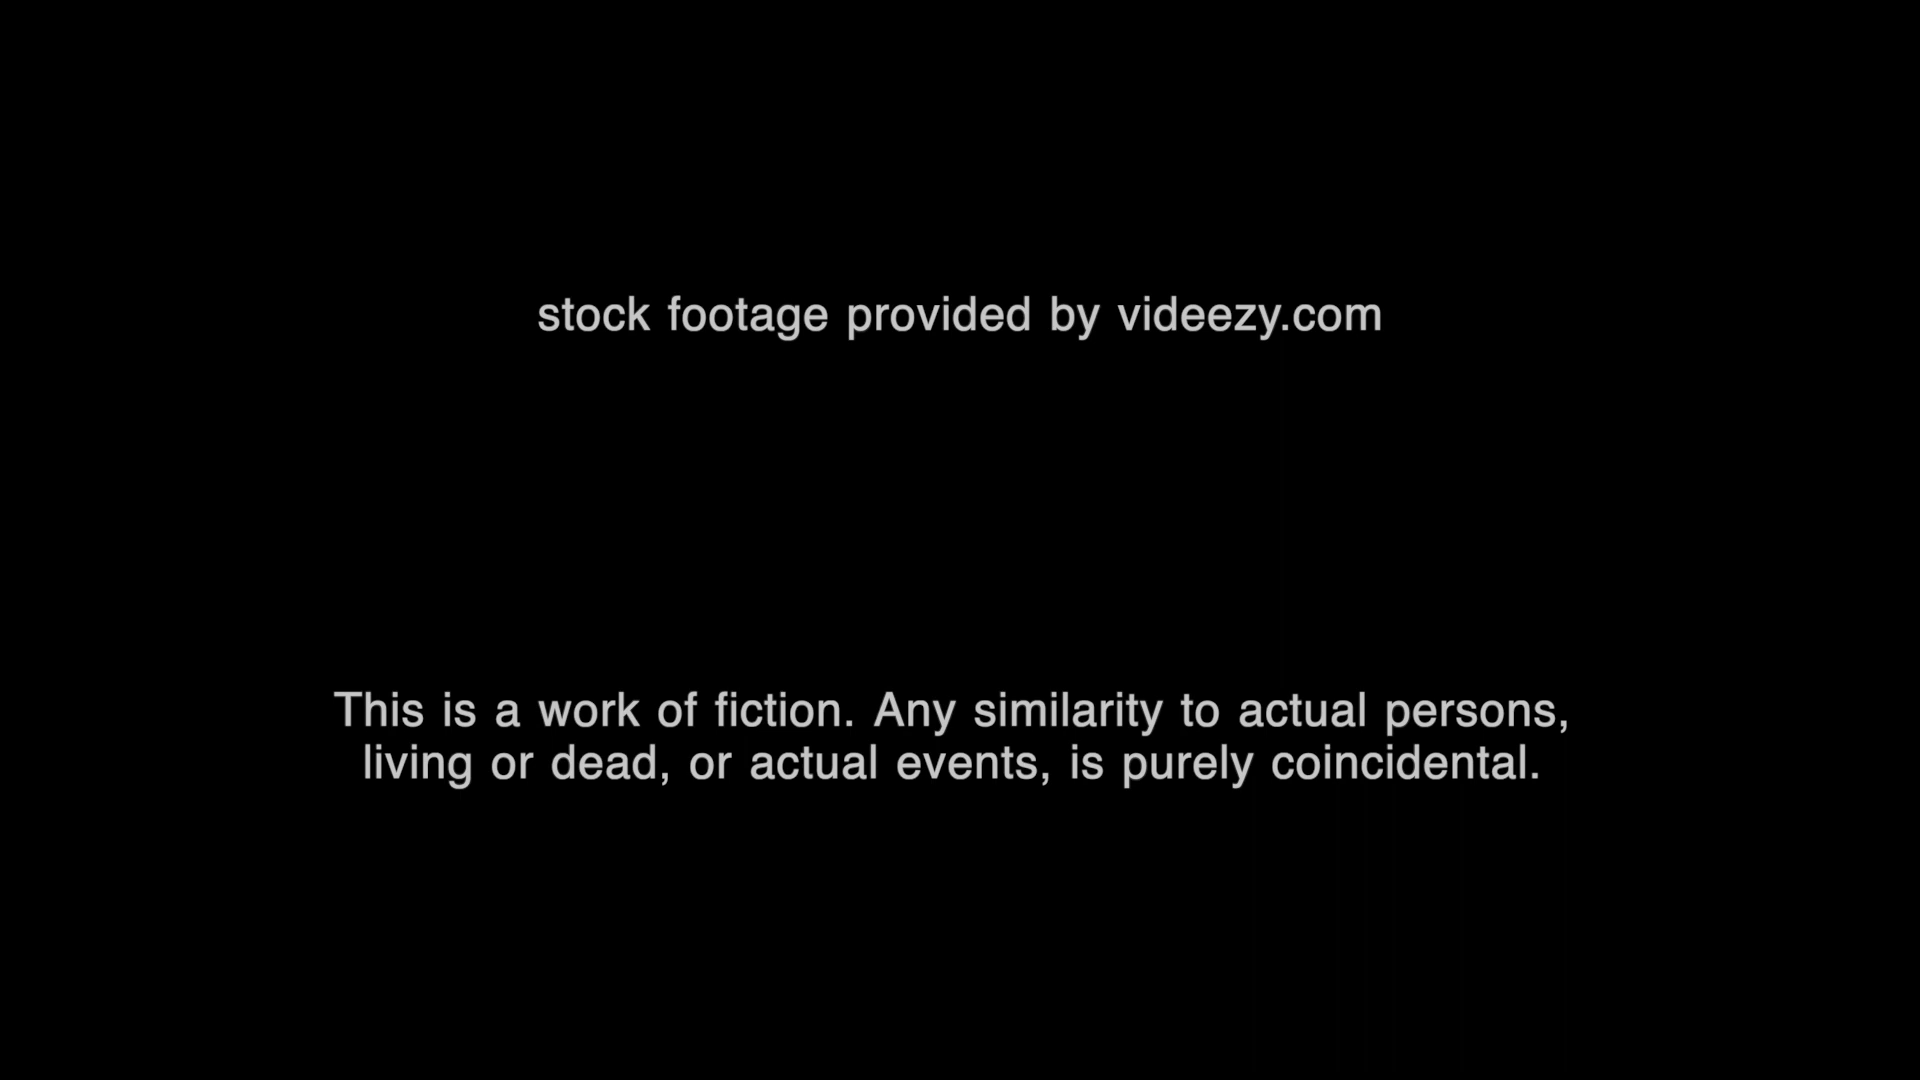 stock footage provided by videezy.com
This is a work of fiction. Any similarity to actual persons,
living or dead, or actual events, is purely coincidental.